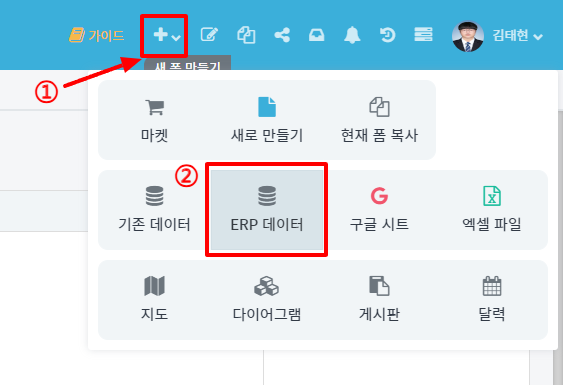 가이드
김태현
①
새 폼 만들기
마켓
새로 만들기
현재 폼 복사
②
기존 데이터
ERP 데이터
구글 시트
엑셀 파일
지도
다이어그램
게시판
달력